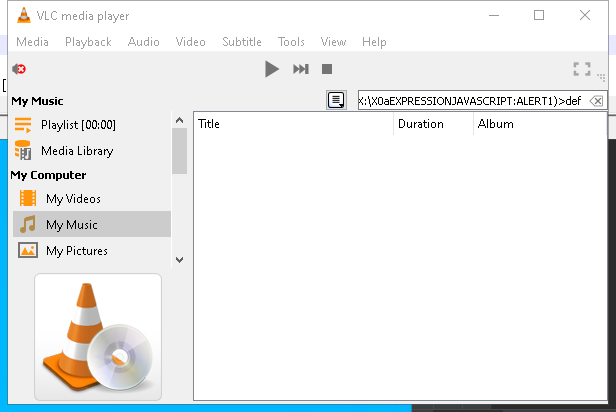 VLC media player
Media Playback Audio Video Subtitle Tools View Help
My Music
X:\X0aEXPRESSIONJAVASCRIPT:ALERT1)>def
Playlist [00:00]
Media Library
My Computer
My Videos
My Music
My Pictures
Title Duration Album